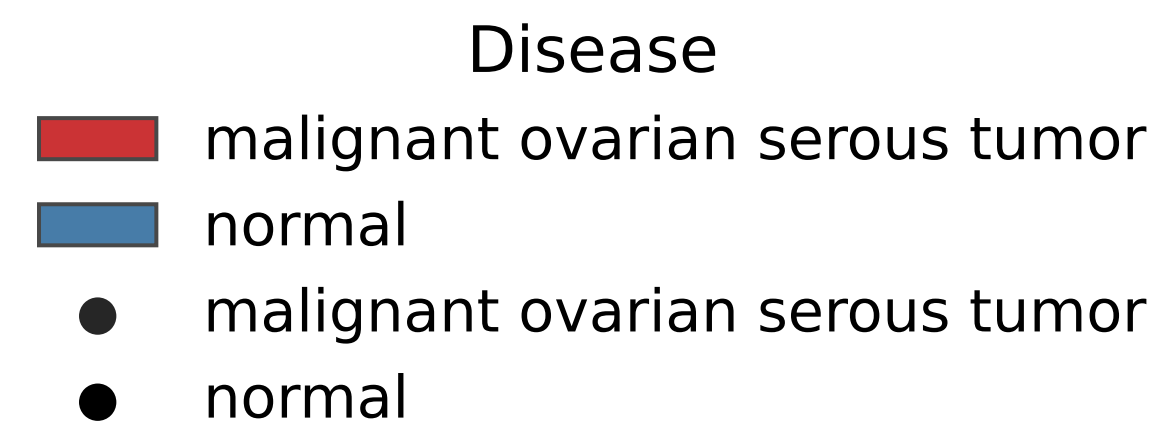 Disease
malignant ovarian serous tumor
normal
malignant ovarian serous tumor
normal